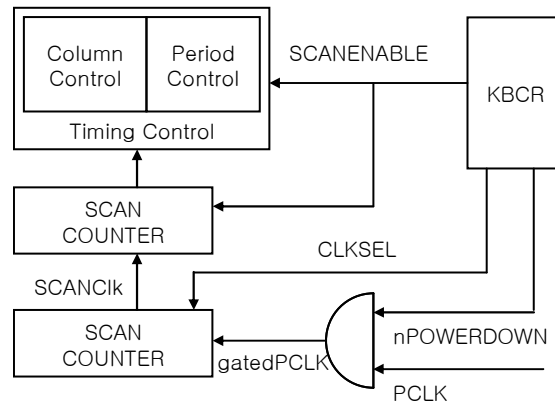 Column
Control
Period
Control
Timing Control
SCANENABLE
KBCR
SCAN
COUNTER
CLKSEL
SCANClk
SCAN
COUNTER
gatedPCLK
nPOWERDOWN
PCLK